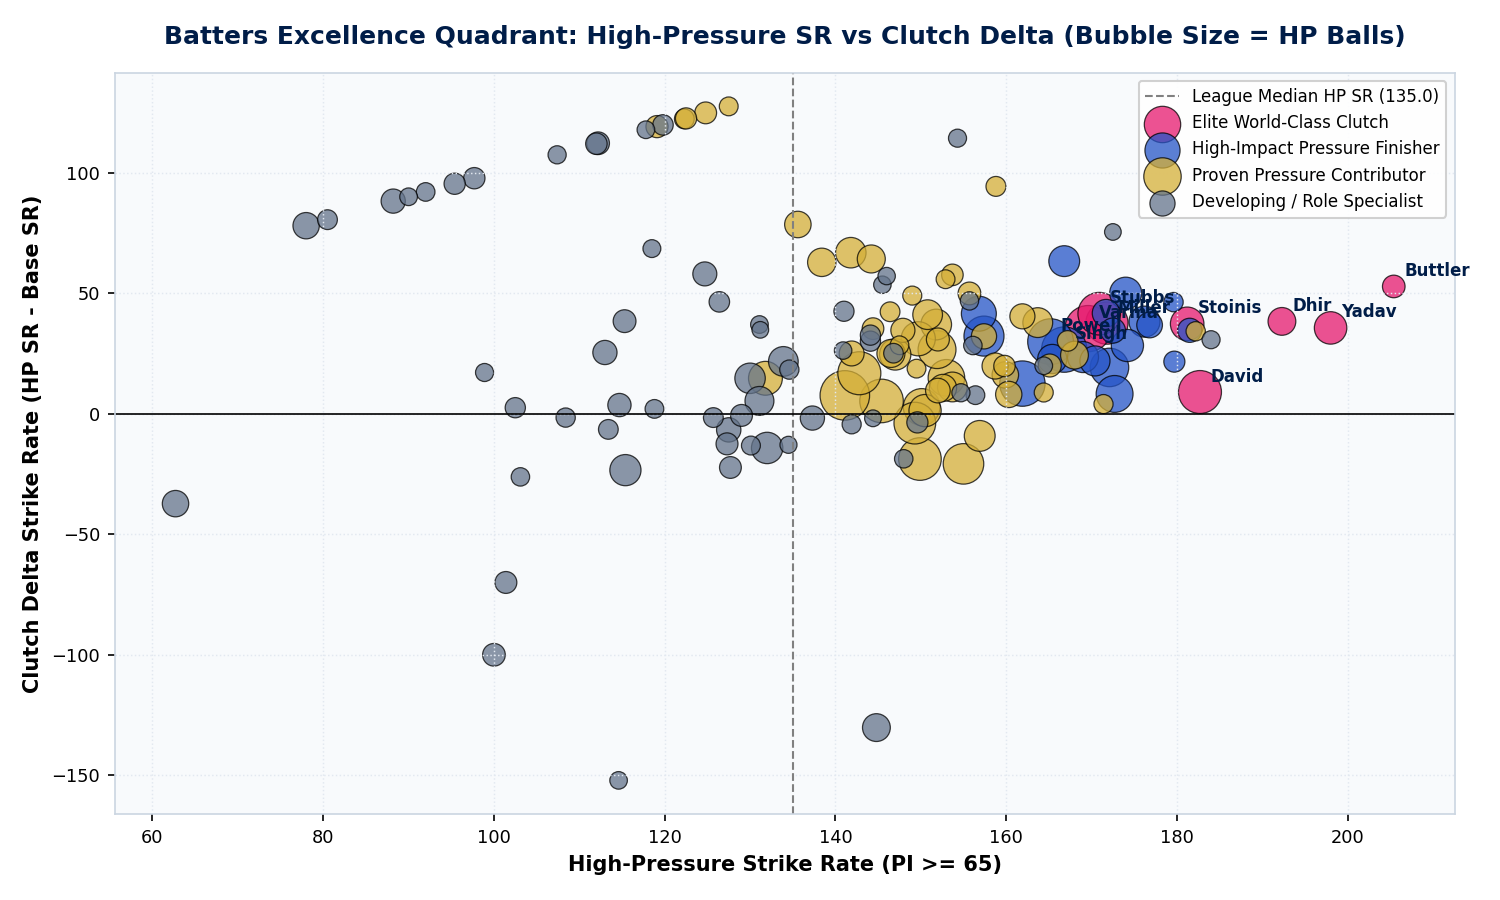 Batters Excellence Quadrant: High-Pressure SR vs Clutch Delta (Bubble Size = HP Balls)
League Median HP SR (135.0)
Elite World-Class Clutch
High-Impact Pressure Finisher
Proven Pressure Contributor
Developing / Role Specialist
Clutch Delta Strike Rate (HP SR - Base SR)
100
50
0
−50
−100
−150
Buttler
Stubbs
Miller
Stoinis
Dhir
Yadav
Varma
Powell
Singh
David
60
80
100
120
140
160
180
200
High-Pressure Strike Rate (PI >= 65)